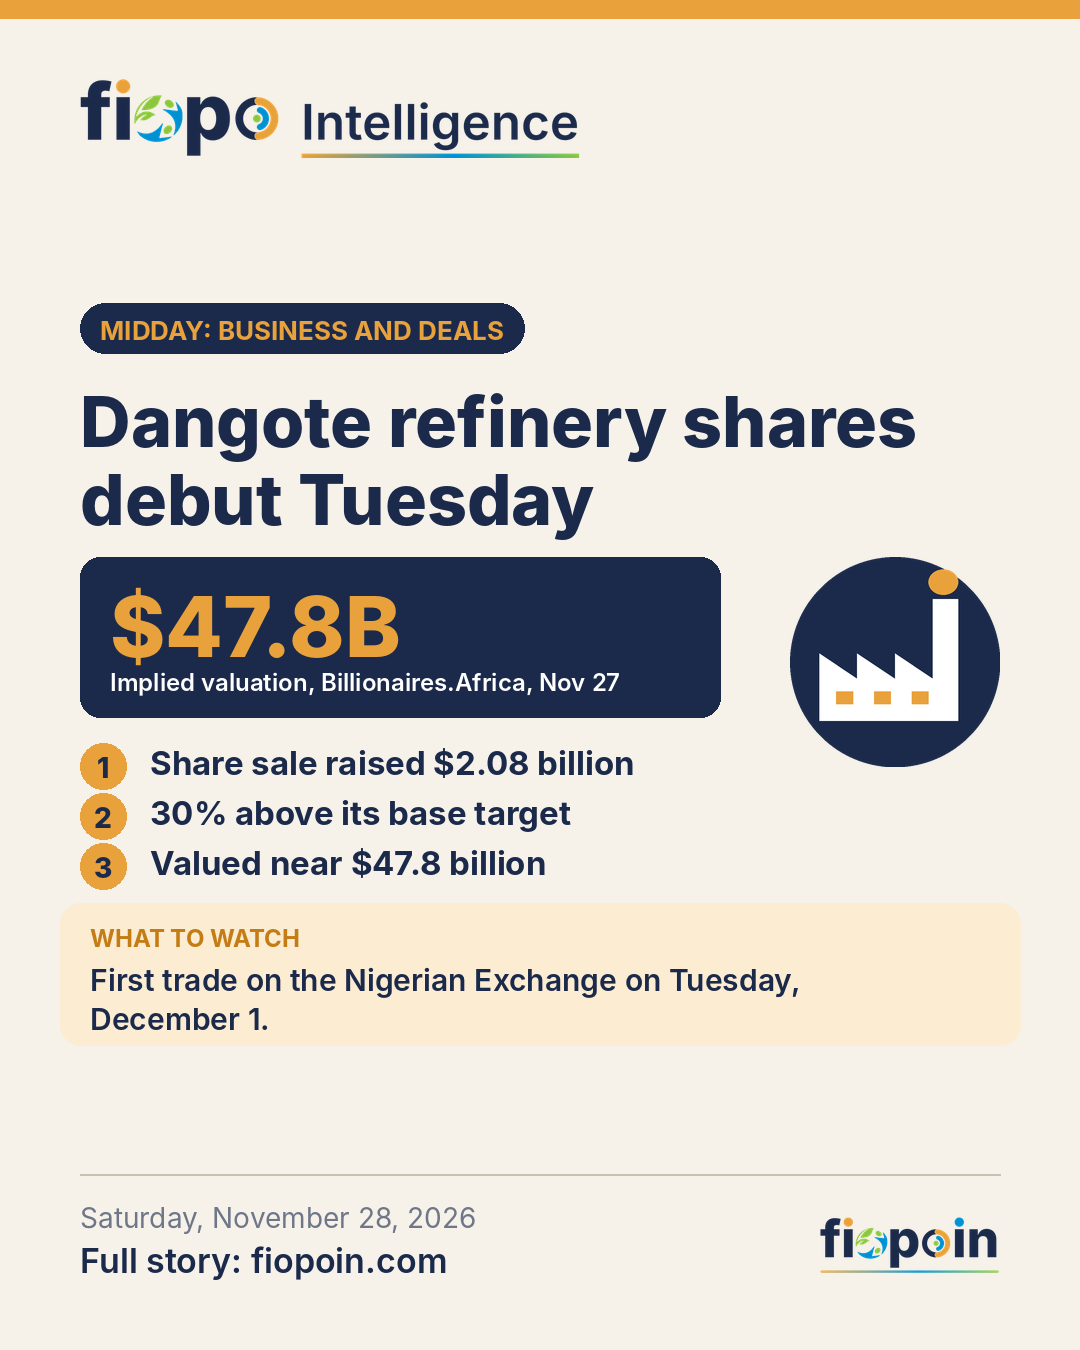 fiopo Intelligence
MIDDAY: BUSINESS AND DEALS
Dangote refinery shares
debut Tuesday
$47.8B
Implied valuation, Billionaires.Africa, Nov 27
1 Share sale raised $2.08 billion
2 30% above its base target
3 Valued near $47.8 billion
WHAT TO WATCH
First trade on the Nigerian Exchange on Tuesday,
December 1.
Saturday, November 28, 2026
Full story: fiopoin.com
fiopoin